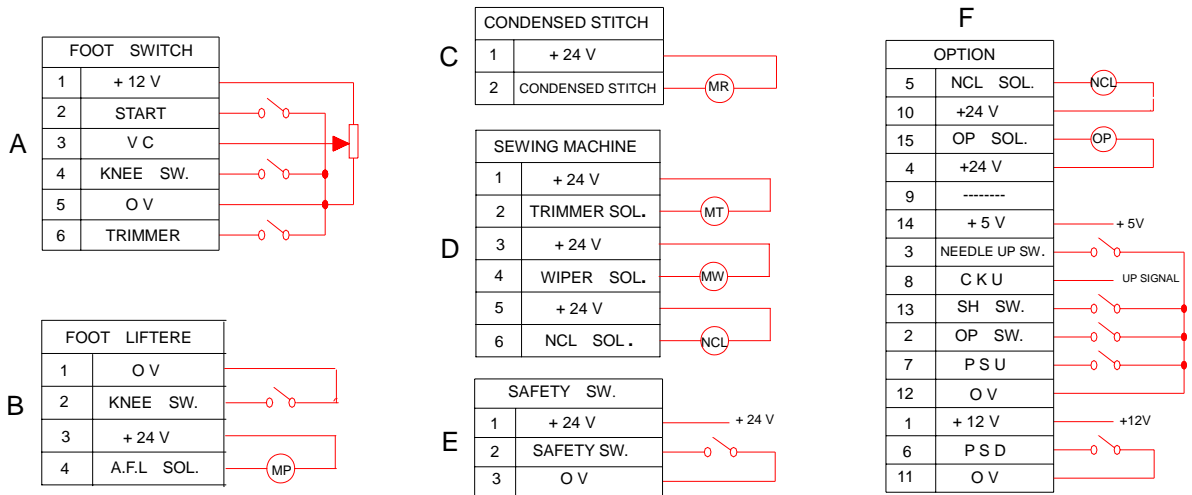 A
FOOT SWITCH
1 + 12 V
2 START
3 V C
4 KNEE SW.
5 O V
6 TRIMMER
B
FOOT LIFTERE
1 O V
2 KNEE SW.
3 + 24 V
4 A.F.L SOL. MP
C
CONDENSED STITCH
1 + 24 V
2 CONDENSED STITCH MR
D
SEWING MACHINE
1 + 24 V
2 TRIMMER SOL. MT
3 + 24 V
4 WIPER SOL. MW
5 + 24 V
6 NCL SOL. NCL
E
SAFETY SW.
1 + 24 V + 24 V
2 SAFETY SW.
3 O V
F
OPTION
5 NCL SOL. NCL
10 +24 V
15 OP SOL. OP
4 +24 V
9 --------
14 + 5 V + 5V
3 NEEDLE UP SW.
8 C K U UP SIGNAL
13 SH SW.
2 OP SW.
7 P S U
12 O V
1 + 12 V +12V
6 P S D
11 O V